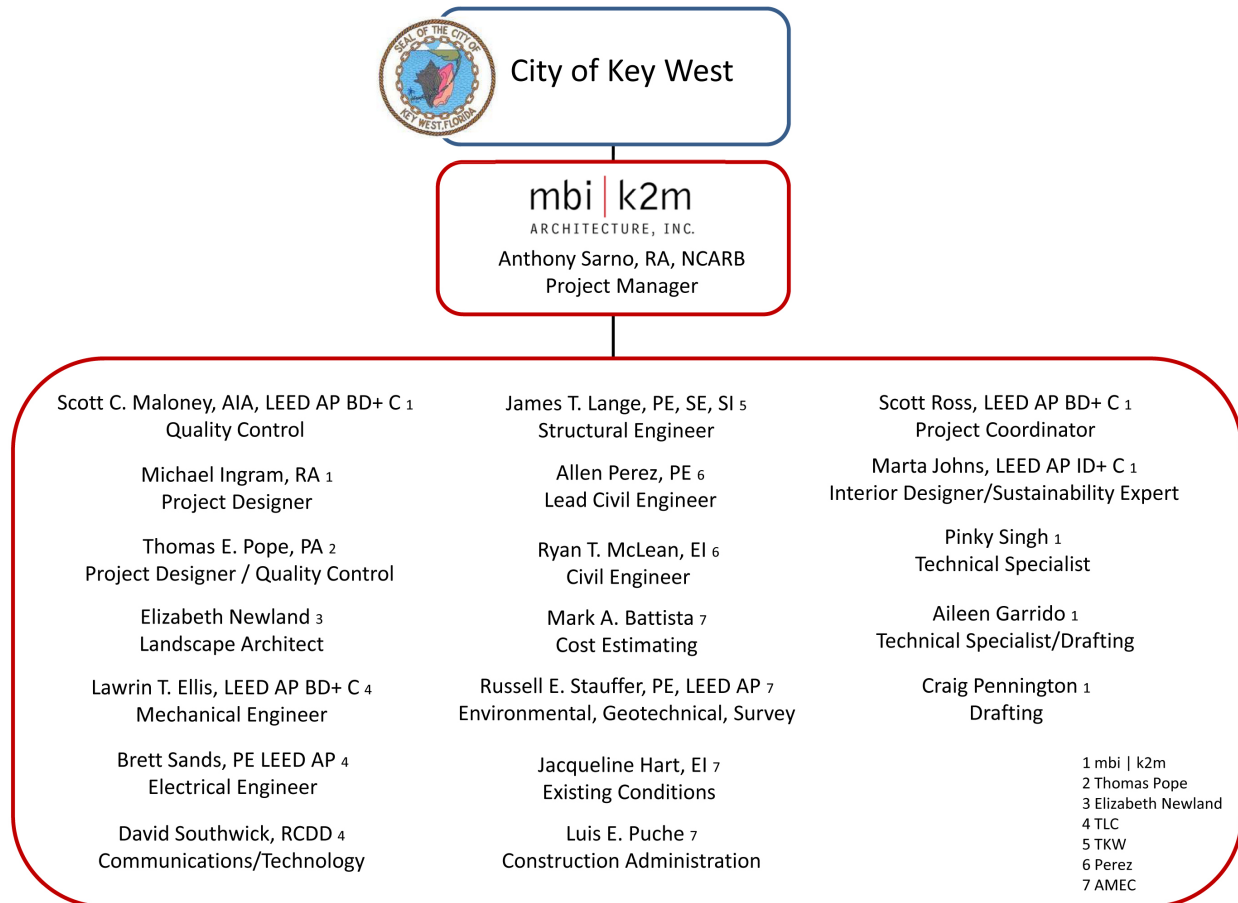 SEAL OF THE CITY OF
KEY WEST, FLORIDA
City of Key West
mbi | k2m
ARCHITECTURE, INC.
Anthony Sarno, RA, NCARB
Project Manager
Scott C. Maloney, AIA, LEED AP BD+ C 1
Quality Control
Michael Ingram, RA 1
Project Designer
Thomas E. Pope, PA 2
Project Designer / Quality Control
Elizabeth Newland 3
Landscape Architect
Lawrin T. Ellis, LEED AP BD+ C 4
Mechanical Engineer
Brett Sands, PE LEED AP 4
Electrical Engineer
David Southwick, RCDD 4
Communications/Technology
James T. Lange, PE, SE, SI 5
Structural Engineer
Allen Perez, PE 6
Lead Civil Engineer
Ryan T. McLean, EI 6
Civil Engineer
Mark A. Battista 7
Cost Estimating
Russell E. Stauffer, PE, LEED AP 7
Environmental, Geotechnical, Survey
Jacqueline Hart, EI 7
Existing Conditions
Luis E. Puche 7
Construction Administration
Scott Ross, LEED AP BD+ C 1
Project Coordinator
Marta Johns, LEED AP ID+ C 1
Interior Designer/Sustainability Expert
Pinky Singh 1
Technical Specialist
Aileen Garrido 1
Technical Specialist/Drafting
Craig Pennington 1
Drafting
1 mbi | k2m
2 Thomas Pope
3 Elizabeth Newland
4 TLC
5 TKW
6 Perez
7 AMEC